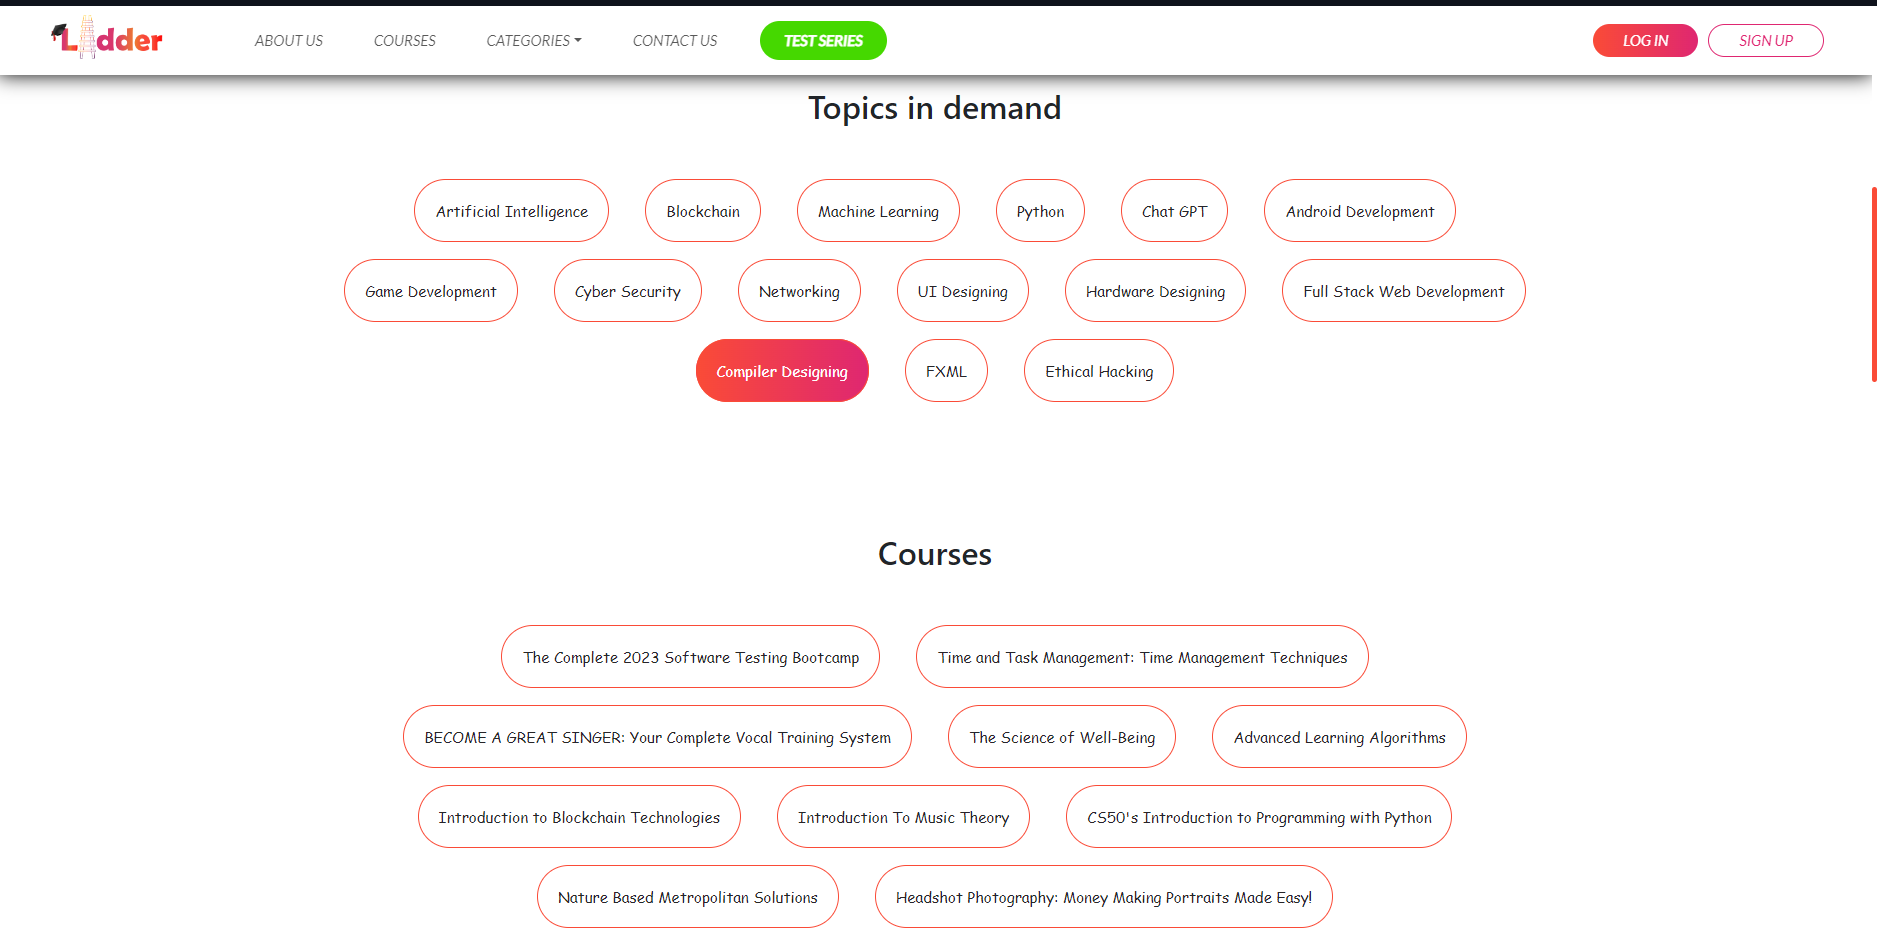 Ladder ABOUT US COURSES CATEGORIES CONTACT US TEST SERIES LOG IN SIGN UP
Topics in demand
Artificial Intelligence Blockchain Machine Learning Python Chat GPT Android Development
Game Development Cyber Security Networking UI Designing Hardware Designing Full Stack Web Development
Compiler Designing FXML Ethical Hacking
Courses
The Complete 2023 Software Testing Bootcamp Time and Task Management: Time Management Techniques
BECOME A GREAT SINGER: Your Complete Vocal Training System The Science of Well-Being Advanced Learning Algorithms
Introduction to Blockchain Technologies Introduction To Music Theory CS50's Introduction to Programming with Python
Nature Based Metropolitan Solutions Headshot Photography: Money Making Portraits Made Easy!